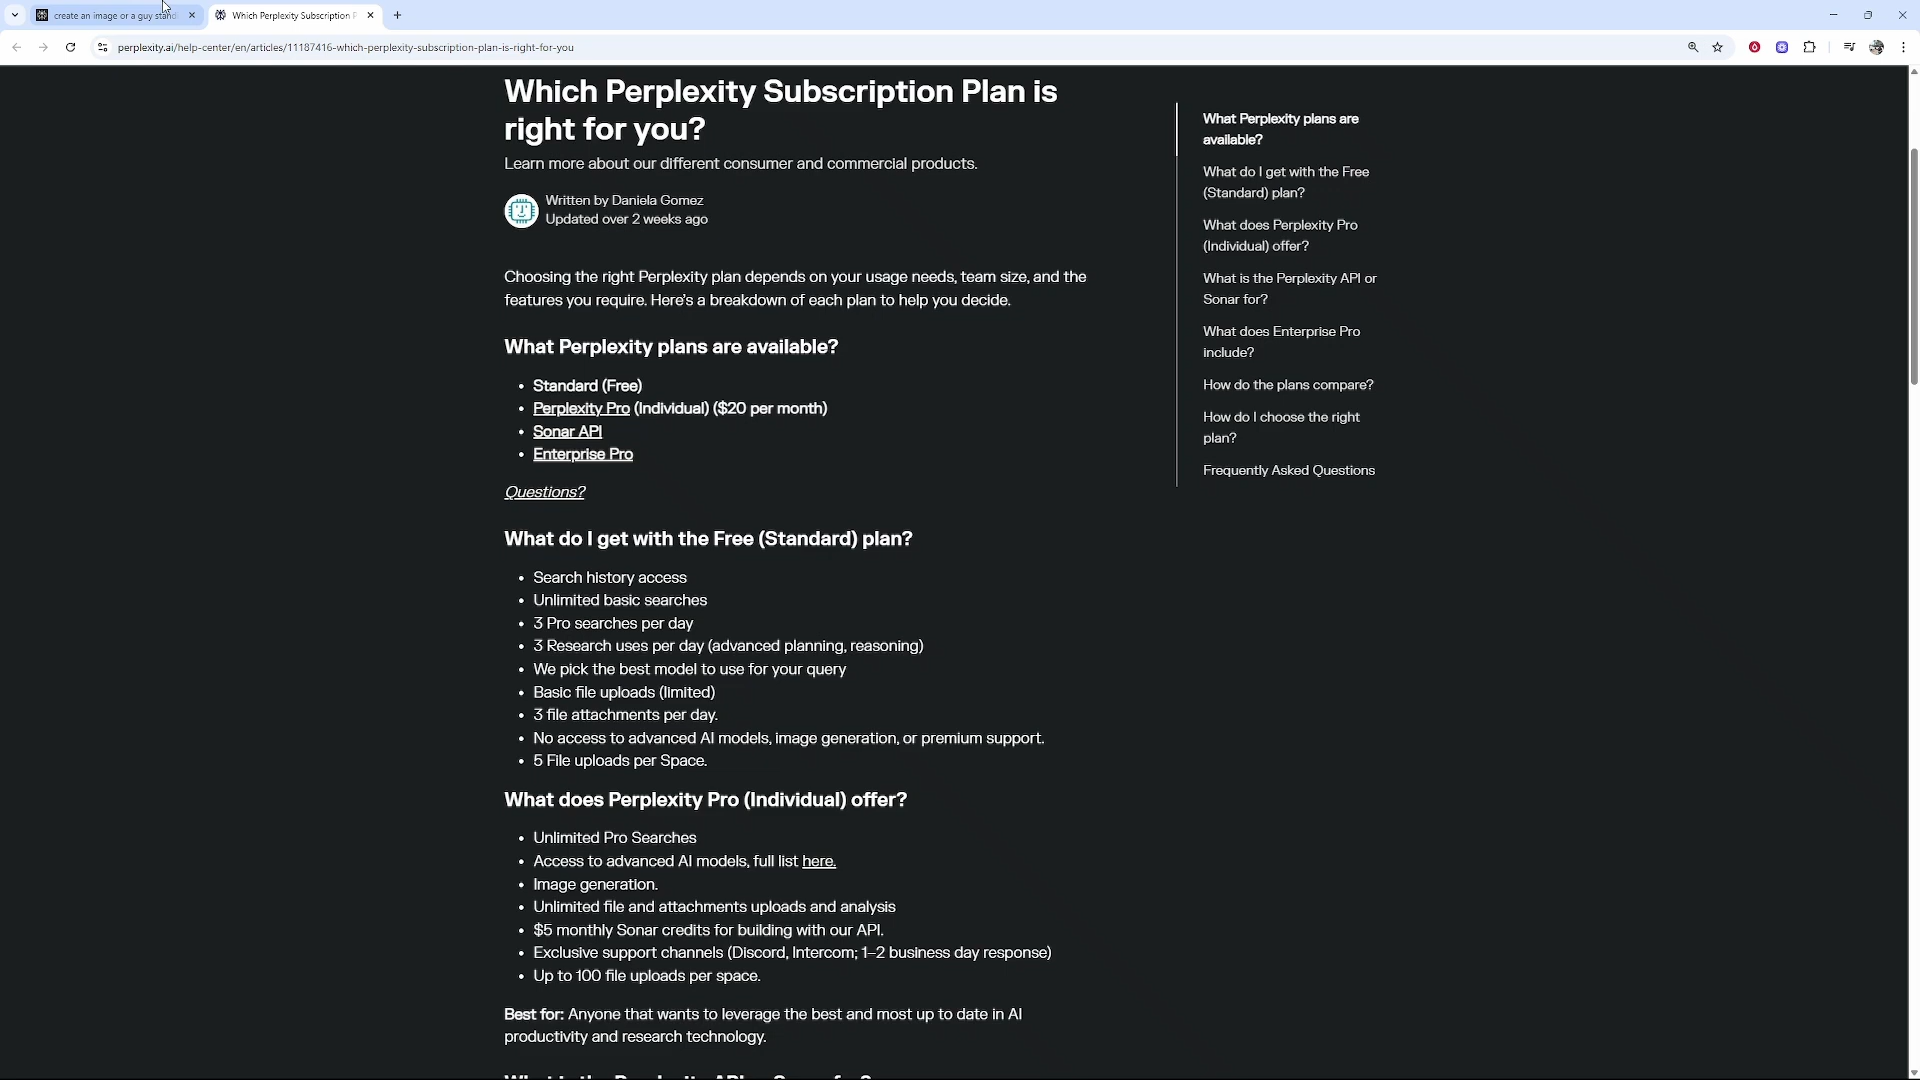 create an image or a guy stand
Which Perplexity Subscription P
perplexity.ai/help-center/en/articles/11187416-which-perplexity-subscription-plan-is-right-for-you
Which Perplexity Subscription Plan is
right for you?
Learn more about our different consumer and commercial products.
Written by Daniela Gomez
Updated over 2 weeks ago
Choosing the right Perplexity plan depends on your usage needs, team size, and the
features you require. Here's a breakdown of each plan to help you decide.
What Perplexity plans are available?
• Standard (Free)
• Perplexity Pro (Individual) ($20 per month)
• Sonar API
• Enterprise Pro
Questions?
What do I get with the Free (Standard) plan?
• Search history access
• Unlimited basic searches
• 3 Pro searches per day
• 3 Research uses per day (advanced planning, reasoning)
• We pick the best model to use for your query
• Basic file uploads (limited)
• 3 file attachments per day.
• No access to advanced AI models, image generation, or premium support.
• 5 File uploads per Space.
What does Perplexity Pro (Individual) offer?
• Unlimited Pro Searches
• Access to advanced AI models, full list here.
• Image generation.
• Unlimited file and attachments uploads and analysis
• $5 monthly Sonar credits for building with our API.
• Exclusive support channels (Discord, Intercom; 1–2 business day response)
• Up to 100 file uploads per space.
Best for: Anyone that wants to leverage the best and most up to date in AI
productivity and research technology.
What Perplexity plans are
available?
What do I get with the Free
(Standard) plan?
What does Perplexity Pro
(Individual) offer?
What is the Perplexity API or
Sonar for?
What does Enterprise Pro
include?
How do the plans compare?
How do I choose the right
plan?
Frequently Asked Questions